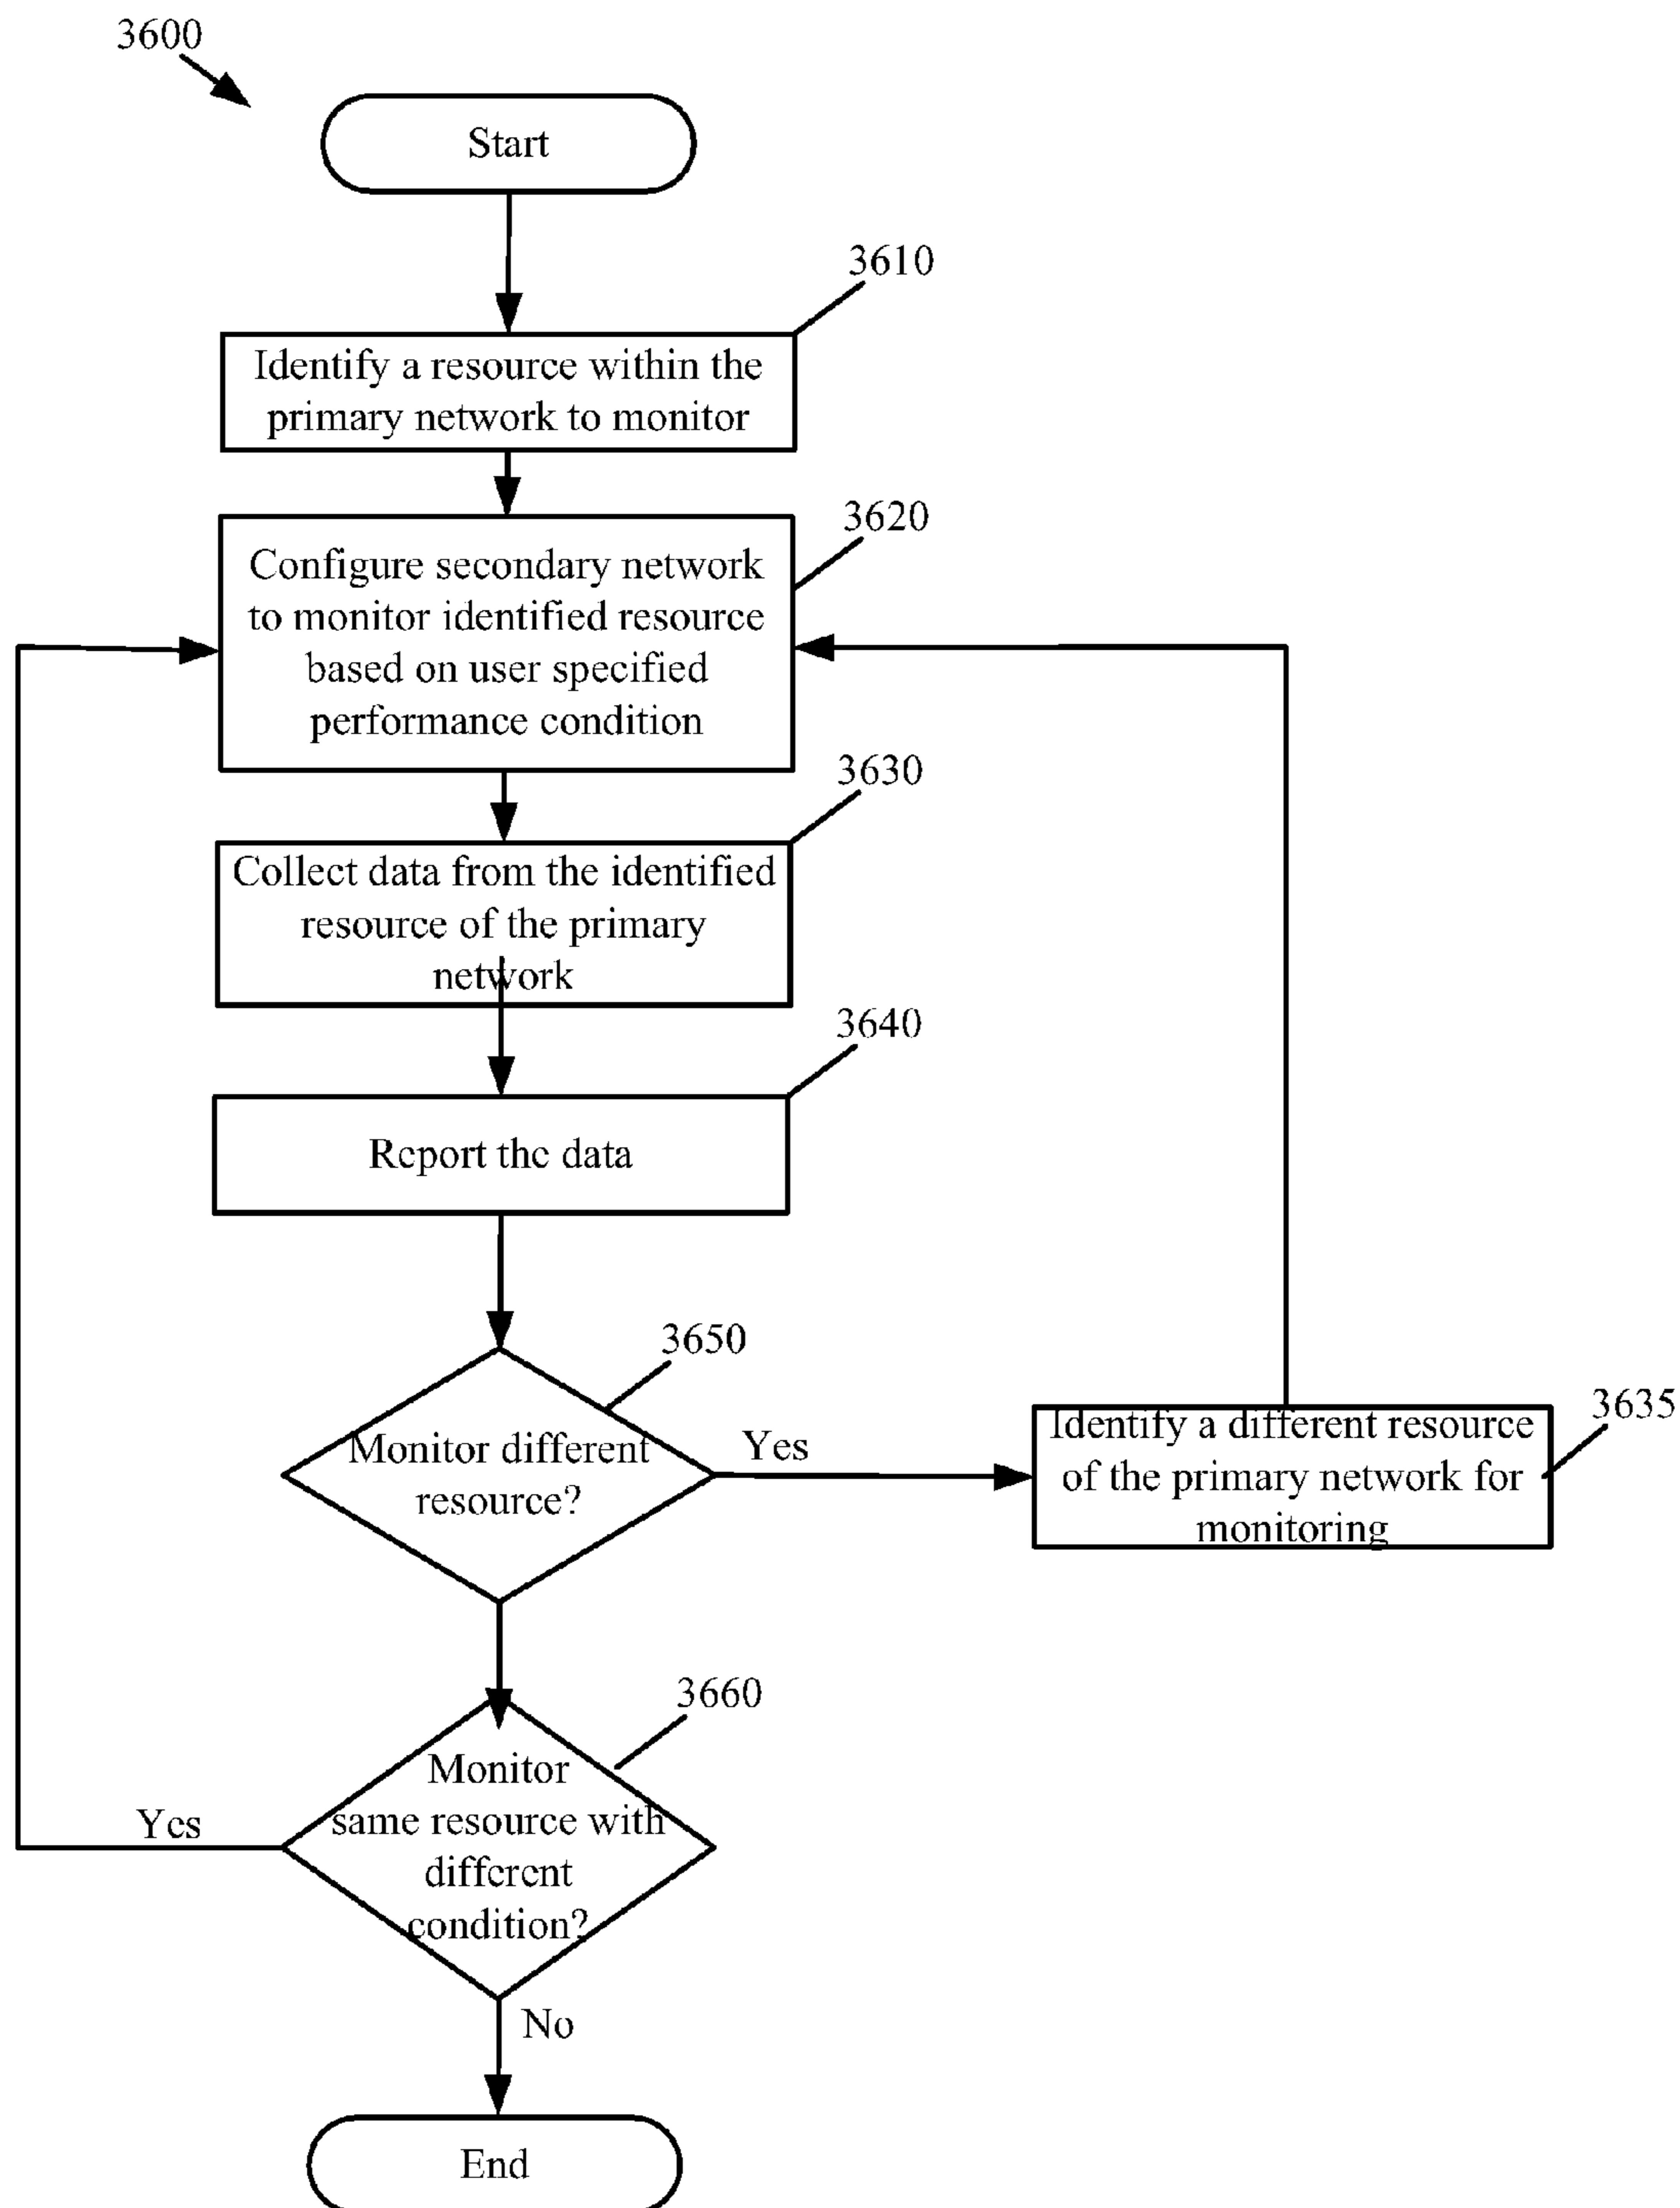 3600
Start
3610
Identify a resource within the
primary network to monitor
3620
Configure secondary network
to monitor identified resource
based on user specified
performance condition
3630
Collect data from the identified
resource of the primary
network
3640
Report the data
3650
Monitor different
resource?
Yes
3635
Identify a different resource
of the primary network for
monitoring
3660
Monitor
same resource with
different
condition?
Yes
No
End